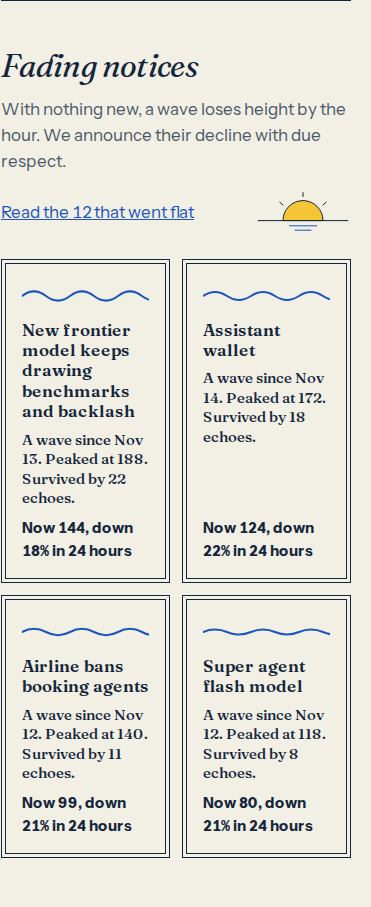 Fading notices
With nothing new, a wave loses height by the
hour. We announce their decline with due
respect.
Read the 12 that went flat
New frontier
model keeps
drawing
benchmarks
and backlash
A wave since Nov
13. Peaked at 188.
Survived by 22
echoes.
Now 144, down
18% in 24 hours
Assistant
wallet
A wave since Nov
14. Peaked at 172.
Survived by 18
echoes.
Now 124, down
22% in 24 hours
Airline bans
booking agents
A wave since Nov
12. Peaked at 140.
Survived by 11
echoes.
Now 99, down
21% in 24 hours
Super agent
flash model
A wave since Nov
12. Peaked at 118.
Survived by 8
echoes.
Now 80, down
21% in 24 hours